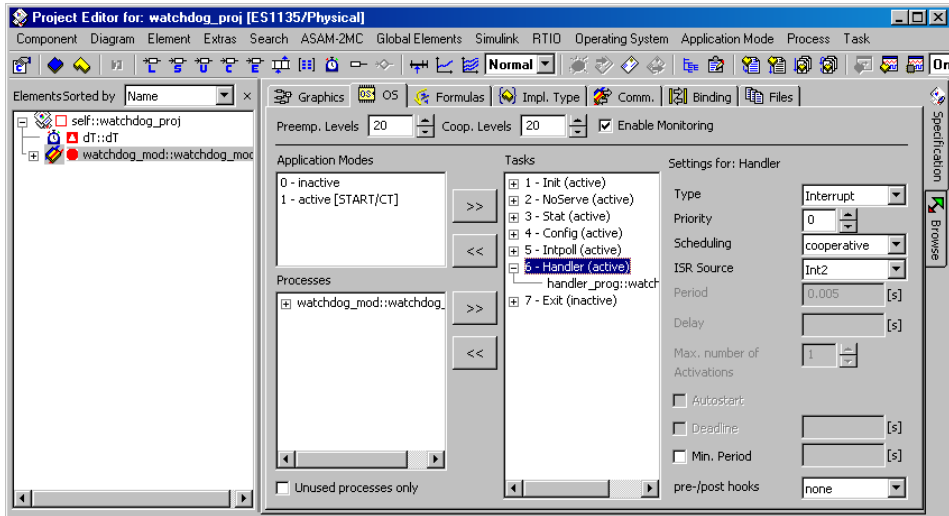 Project Editor for: watchdog_proj [ES1135/Physical]
Component Diagram Element Extras Search ASAM-2MC Global Elements Simulink RTIO Operating System Application Mode Process Task
Normal
Elements Sorted by Name
Graphics OS Formulas Impl. Type Comm. Binding Files
self::watchdog_proj
dT::dT
watchdog_mod::watchdog_mod
Preemp. Levels 20 Coop. Levels 20 Enable Monitoring
Application Modes
0 - inactive
1 - active [START/CT]
>>
<<
Processes
watchdog_mod::watchdog_
>>
<<
Unused processes only
Tasks
1 - Init (active)
2 - NoServe (active)
3 - Stat (active)
4 - Config (active)
5 - Intpoll (active)
6 - Handler (active)
handler_prog::watch
7 - Exit (inactive)
Settings for: Handler
Type Interrupt
Priority 0
Scheduling cooperative
ISR Source Int2
Period 0.005 [s]
Delay [s]
Max. number of
Activations 1
Autostart
Deadline [s]
Min. Period [s]
pre-/post hooks none
Specification
Browse